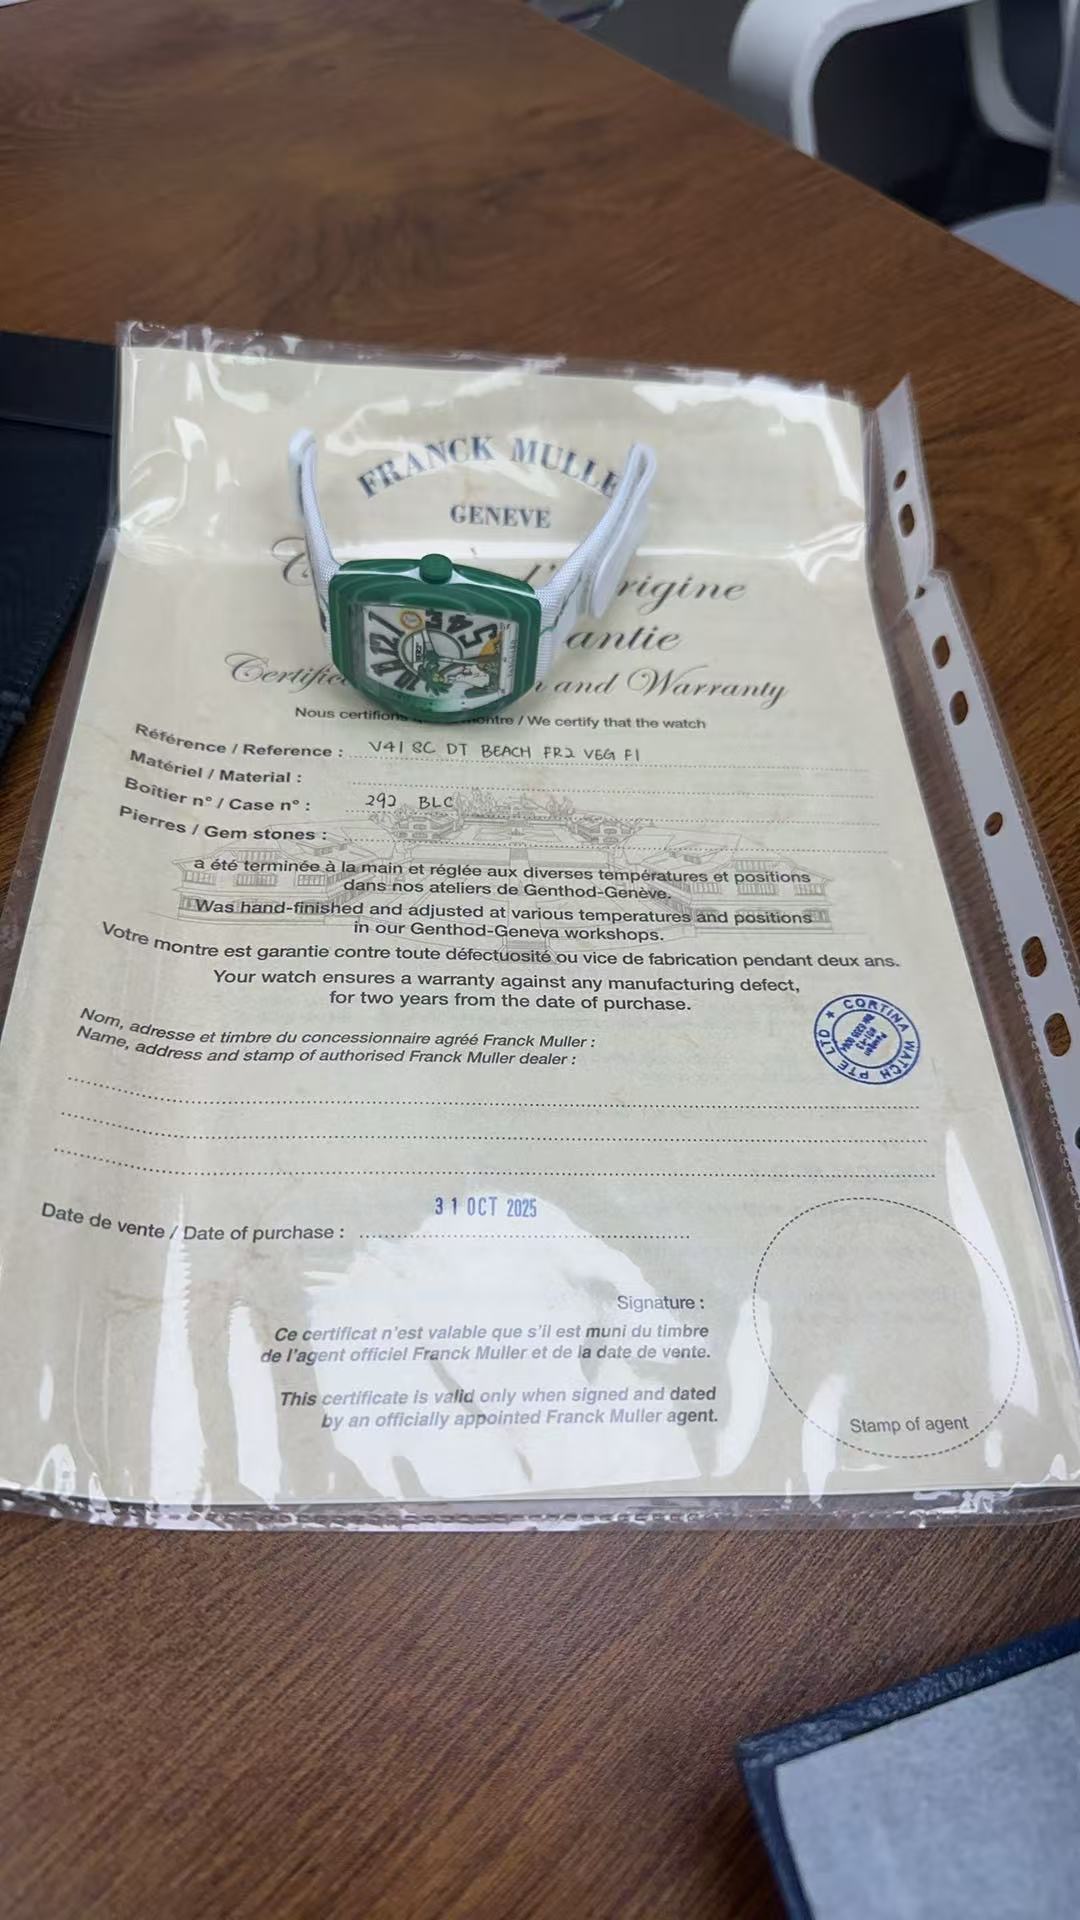 FRANCK MULLE
GENEVE
rigine
antie
and Warranty
Nous certifions / We certify that the watch
Référence / Reference : V41 SC DT BEACH FR2 VEG F1
Matériel / Material :
Boîtier n° / Case n° : 292 BLC
Pierres / Gem stones :
a été terminée à la main et réglée aux diverses températures et positions
dans nos ateliers de Genthod-Genève.
Was hand-finished and adjusted at various temperatures and positions
in our Genthod-Geneva workshops.
Votre montre est garantie contre toute défectuosité ou vice de fabrication pendant deux ans.
Your watch ensures a warranty against any manufacturing defect,
for two years from the date of purchase.
Nom, adresse et timbre du concessionnaire agréé Franck Muller :
Name, address and stamp of authorised Franck Muller dealer :
CORTINA WATCH PTE LTD
31 OCT 2025
Date de vente / Date of purchase :
Signature :
Ce certificat n'est valable que s'il est muni du timbre
de l'agent officiel Franck Muller et de la date de vente.
This certificate is valid only when signed and dated
by an officially appointed Franck Muller agent.
Stamp of agent